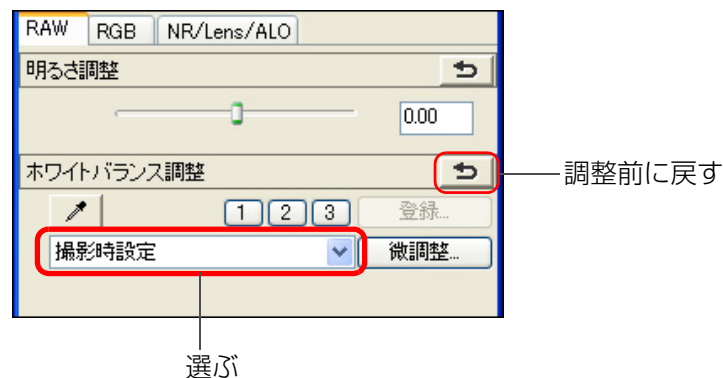 RAW RGB NR/Lens/ALO
明るさ調整
0.00
ホワイトバランス調整
調整前に戻す
1 2 3 登録...
撮影時設定 微調整...
選ぶ